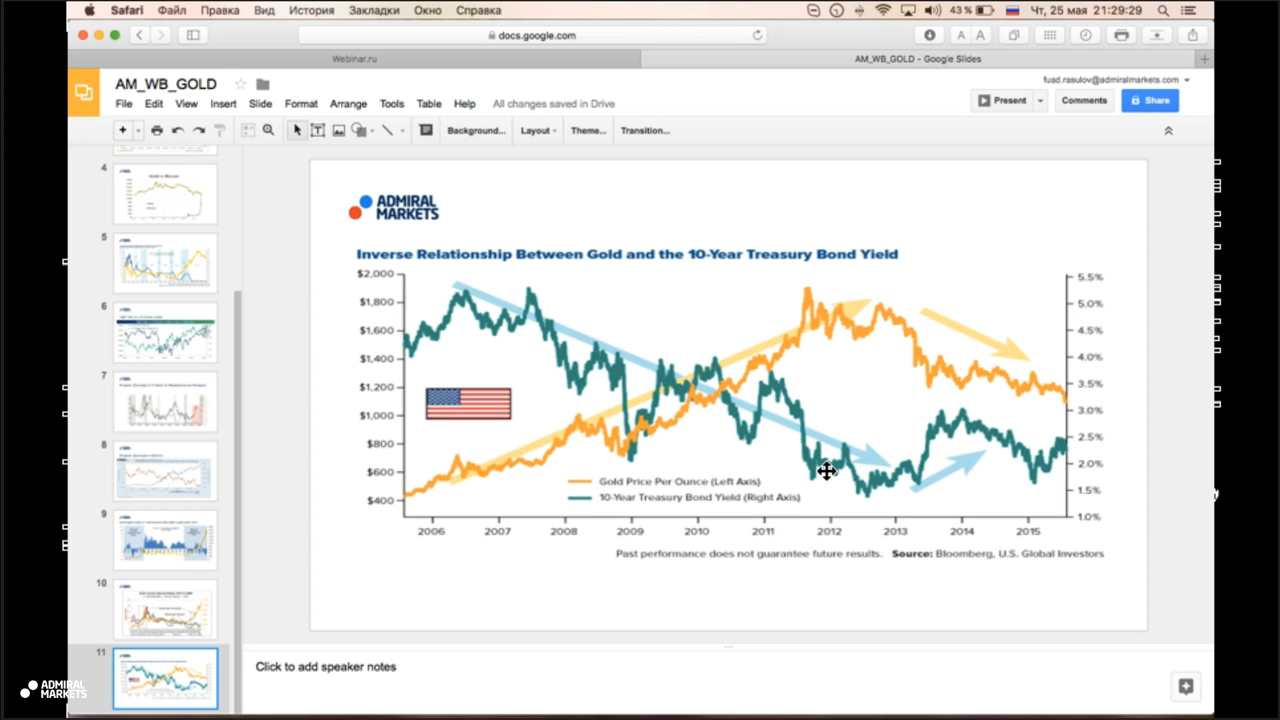 Safari Файл Правка Вид История Закладки Окно Справка 43 % Чт, 25 мая 21:29:29
docs.google.com
A A
Webinar.ru AM_WB_GOLD - Google Slides
AM_WB_GOLD
fuad.rasulov@admiralmarkets.com
File Edit View Insert Slide Format Arrange Tools Table Help All changes saved in Drive
Present Comments Share
Background... Layout Theme... Transition...
4
5
6
7
8
9
10
11
ADMIRAL
MARKETS
Inverse Relationship Between Gold and the 10-Year Treasury Bond Yield
$2,000 5.5%
$1,800 5.0%
$1,600 4.5%
$1,400 4.0%
$1,200 3.5%
$1,000 3.0%
$800 2.5%
$600 2.0%
$400 1.5%
1.0%
Gold Price Per Ounce (Left Axis)
10-Year Treasury Bond Yield (Right Axis)
2006 2007 2008 2009 2010 2011 2012 2013 2014 2015
Past performance does not guarantee future results. Source: Bloomberg, U.S. Global Investors
Click to add speaker notes
ADMIRAL
MARKETS